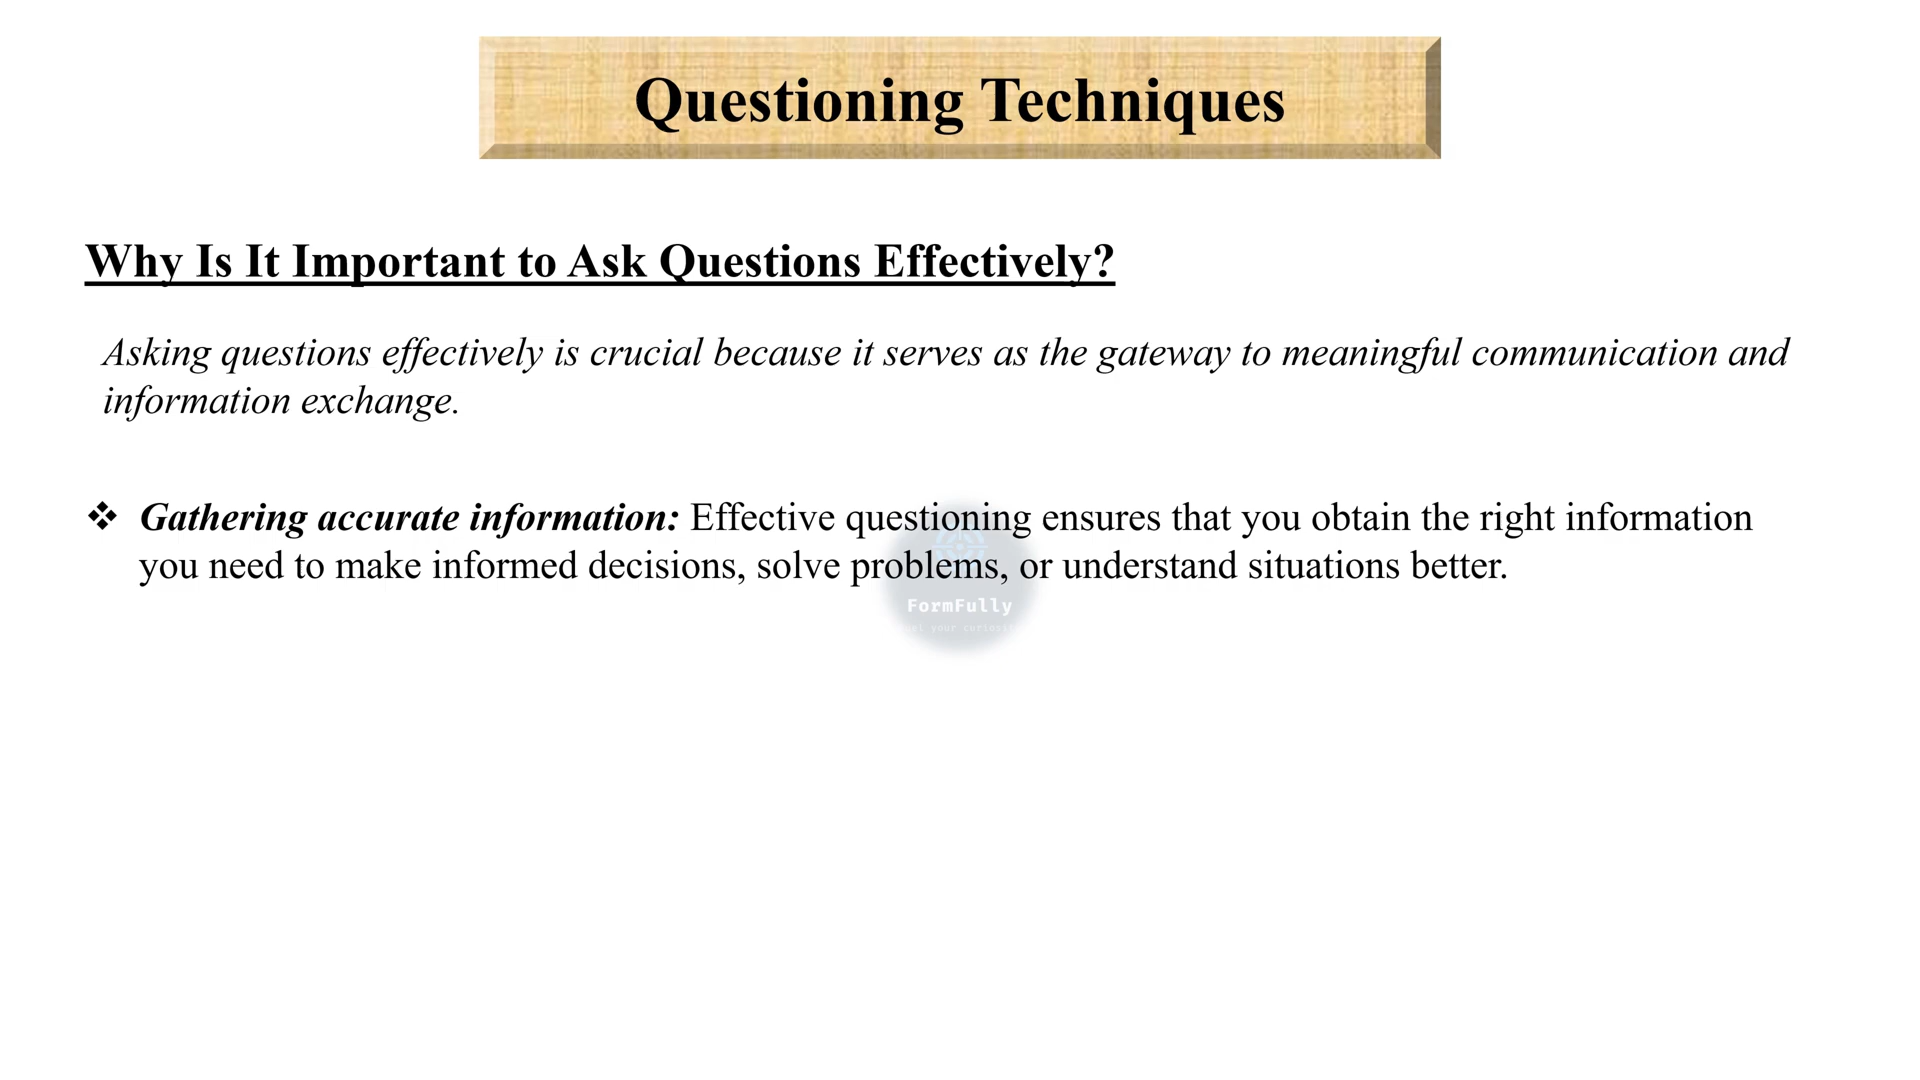 Questioning Techniques
Why Is It Important to Ask Questions Effectively?
Asking questions effectively is crucial because it serves as the gateway to meaningful communication and
information exchange.
❖ Gathering accurate information: Effective questioning ensures that you obtain the right information
you need to make informed decisions, solve problems, or understand situations better.
FormFully
your